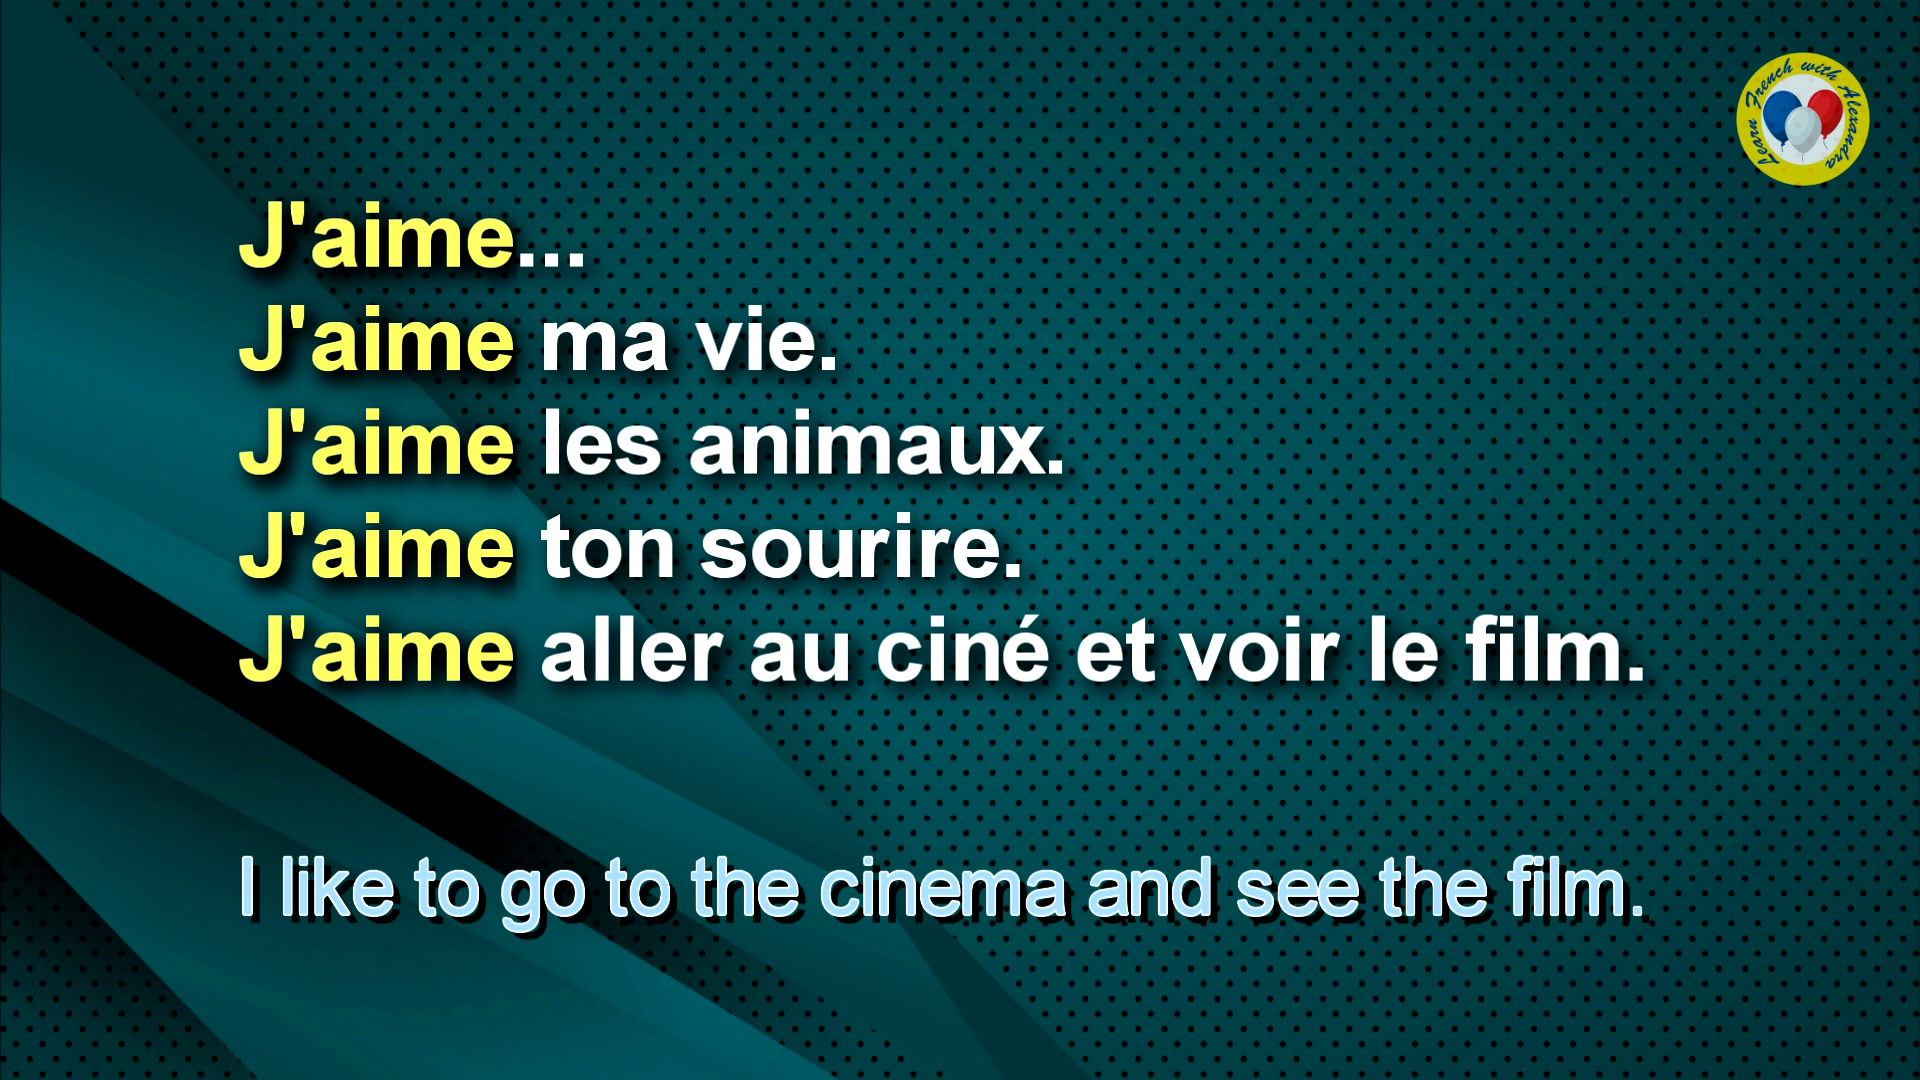 Learn French with Alexandra
J'aime...
J'aime ma vie.
J'aime les animaux.
J'aime ton sourire.
J'aime aller au ciné et voir le film.
I like to go to the cinema and see the film.